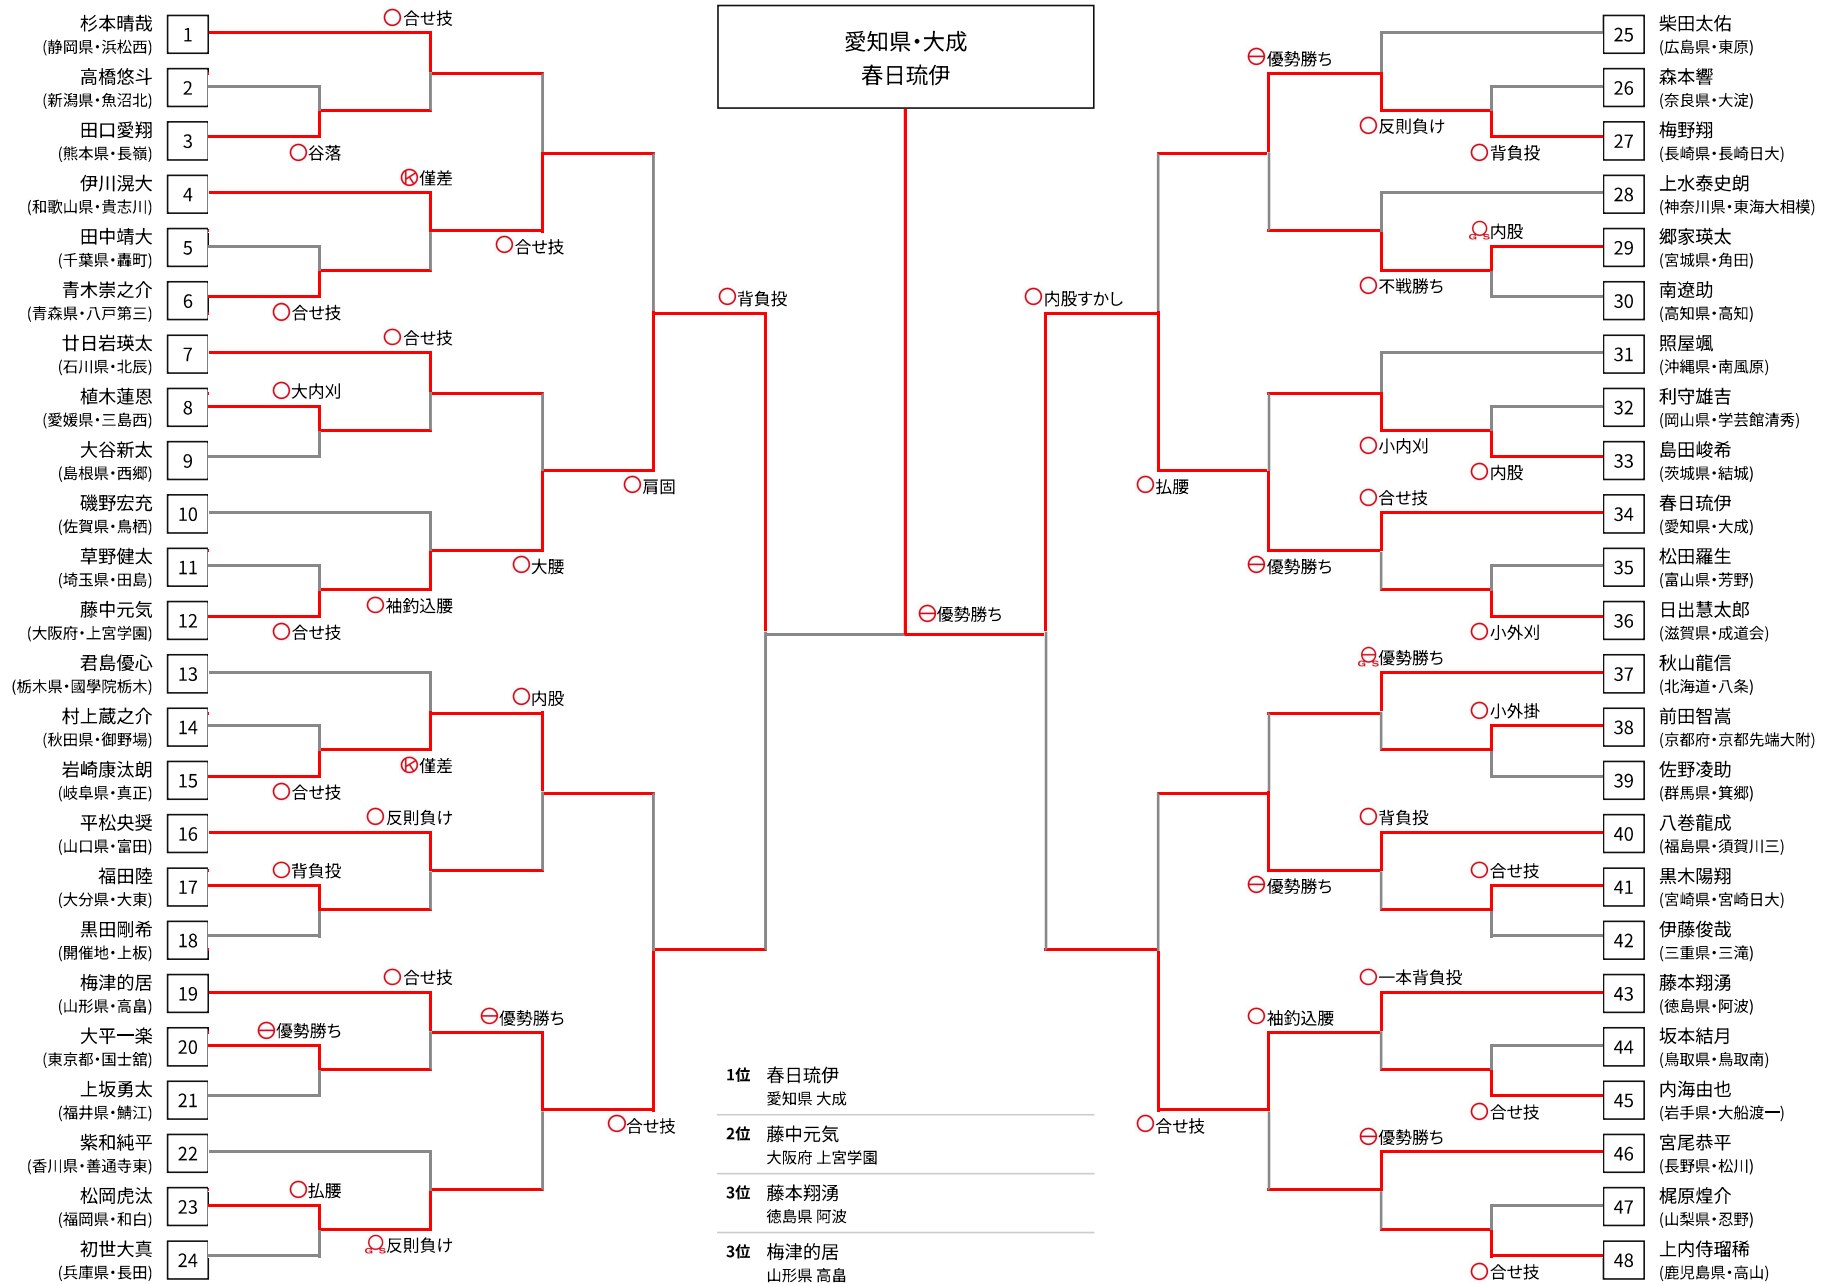 愛知県・大成
春日琉伊
杉本晴哉
(静岡県・浜松西)
1
合せ技
高橋悠斗
(新潟県・魚沼北)
2
田口愛翔
(熊本県・長嶺)
3
谷落
伊川滉大
(和歌山県・貴志川)
4
Ⓚ僅差
田中靖大
(千葉県・轟町)
5
合せ技
青木崇之介
(青森県・八戸第三)
6
合せ技
背負投
廿日岩瑛太
(石川県・北辰)
7
合せ技
植木蓮恩
(愛媛県・三島西)
8
大内刈
大谷新太
(島根県・西郷)
9
肩固
磯野宏充
(佐賀県・鳥栖)
10
草野健太
(埼玉県・田島)
11
大腰
藤中元気
(大阪府・上宮学園)
12
袖釣込腰
合せ技
君島優心
(栃木県・國學院栃木)
13
内股
村上蔵之介
(秋田県・御野場)
14
岩崎康汰朗
(岐阜県・真正)
15
Ⓚ僅差
合せ技
平松央奨
(山口県・富田)
16
反則負け
福田陸
(大分県・大東)
17
背負投
黒田剛希
(開催地・上板)
18
梅津的居
(山形県・高畠)
19
合せ技
優勢勝ち
大平一楽
(東京都・国士舘)
20
優勢勝ち
上坂勇太
(福井県・鯖江)
21
合せ技
紫和純平
(香川県・善通寺東)
22
松岡虎汰
(福岡県・和白)
23
払腰
初世大真
(兵庫県・長田)
24
GS反則負け
優勢勝ち
1位 春日琉伊
愛知県 大成
2位 藤中元気
大阪府 上宮学園
3位 藤本翔湧
徳島県 阿波
3位 梅津的居
山形県 高畠
25
柴田太佑
(広島県・東原)
優勢勝ち
26
森本響
(奈良県・大淀)
反則負け
27
梅野翔
(長崎県・長崎日大)
背負投
28
上水泰史朗
(神奈川県・東海大相模)
29
郷家瑛太
(宮城県・角田)
GS内股
30
南遼助
(高知県・高知)
不戦勝ち
内股すかし
31
照屋颯
(沖縄県・南風原)
32
利守雄吉
(岡山県・学芸館清秀)
33
島田峻希
(茨城県・結城)
小内刈
内股
払腰
34
春日琉伊
(愛知県・大成)
合せ技
35
松田羅生
(富山県・芳野)
優勢勝ち
36
日出慧太郎
(滋賀県・成道会)
小外刈
37
秋山龍信
(北海道・八条)
GS優勢勝ち
38
前田智嵩
(京都府・京都先端大附)
小外掛
39
佐野凌助
(群馬県・箕郷)
40
八巻龍成
(福島県・須賀川三)
背負投
41
黒木陽翔
(宮崎県・宮崎日大)
合せ技
優勢勝ち
42
伊藤俊哉
(三重県・三滝)
43
藤本翔湧
(徳島県・阿波)
一本背負投
袖釣込腰
44
坂本結月
(鳥取県・鳥取南)
45
内海由也
(岩手県・大船渡一)
合せ技
合せ技
46
宮尾恭平
(長野県・松川)
優勢勝ち
47
梶原煌介
(山梨県・忍野)
48
上内侍瑠稀
(鹿児島県・高山)
合せ技